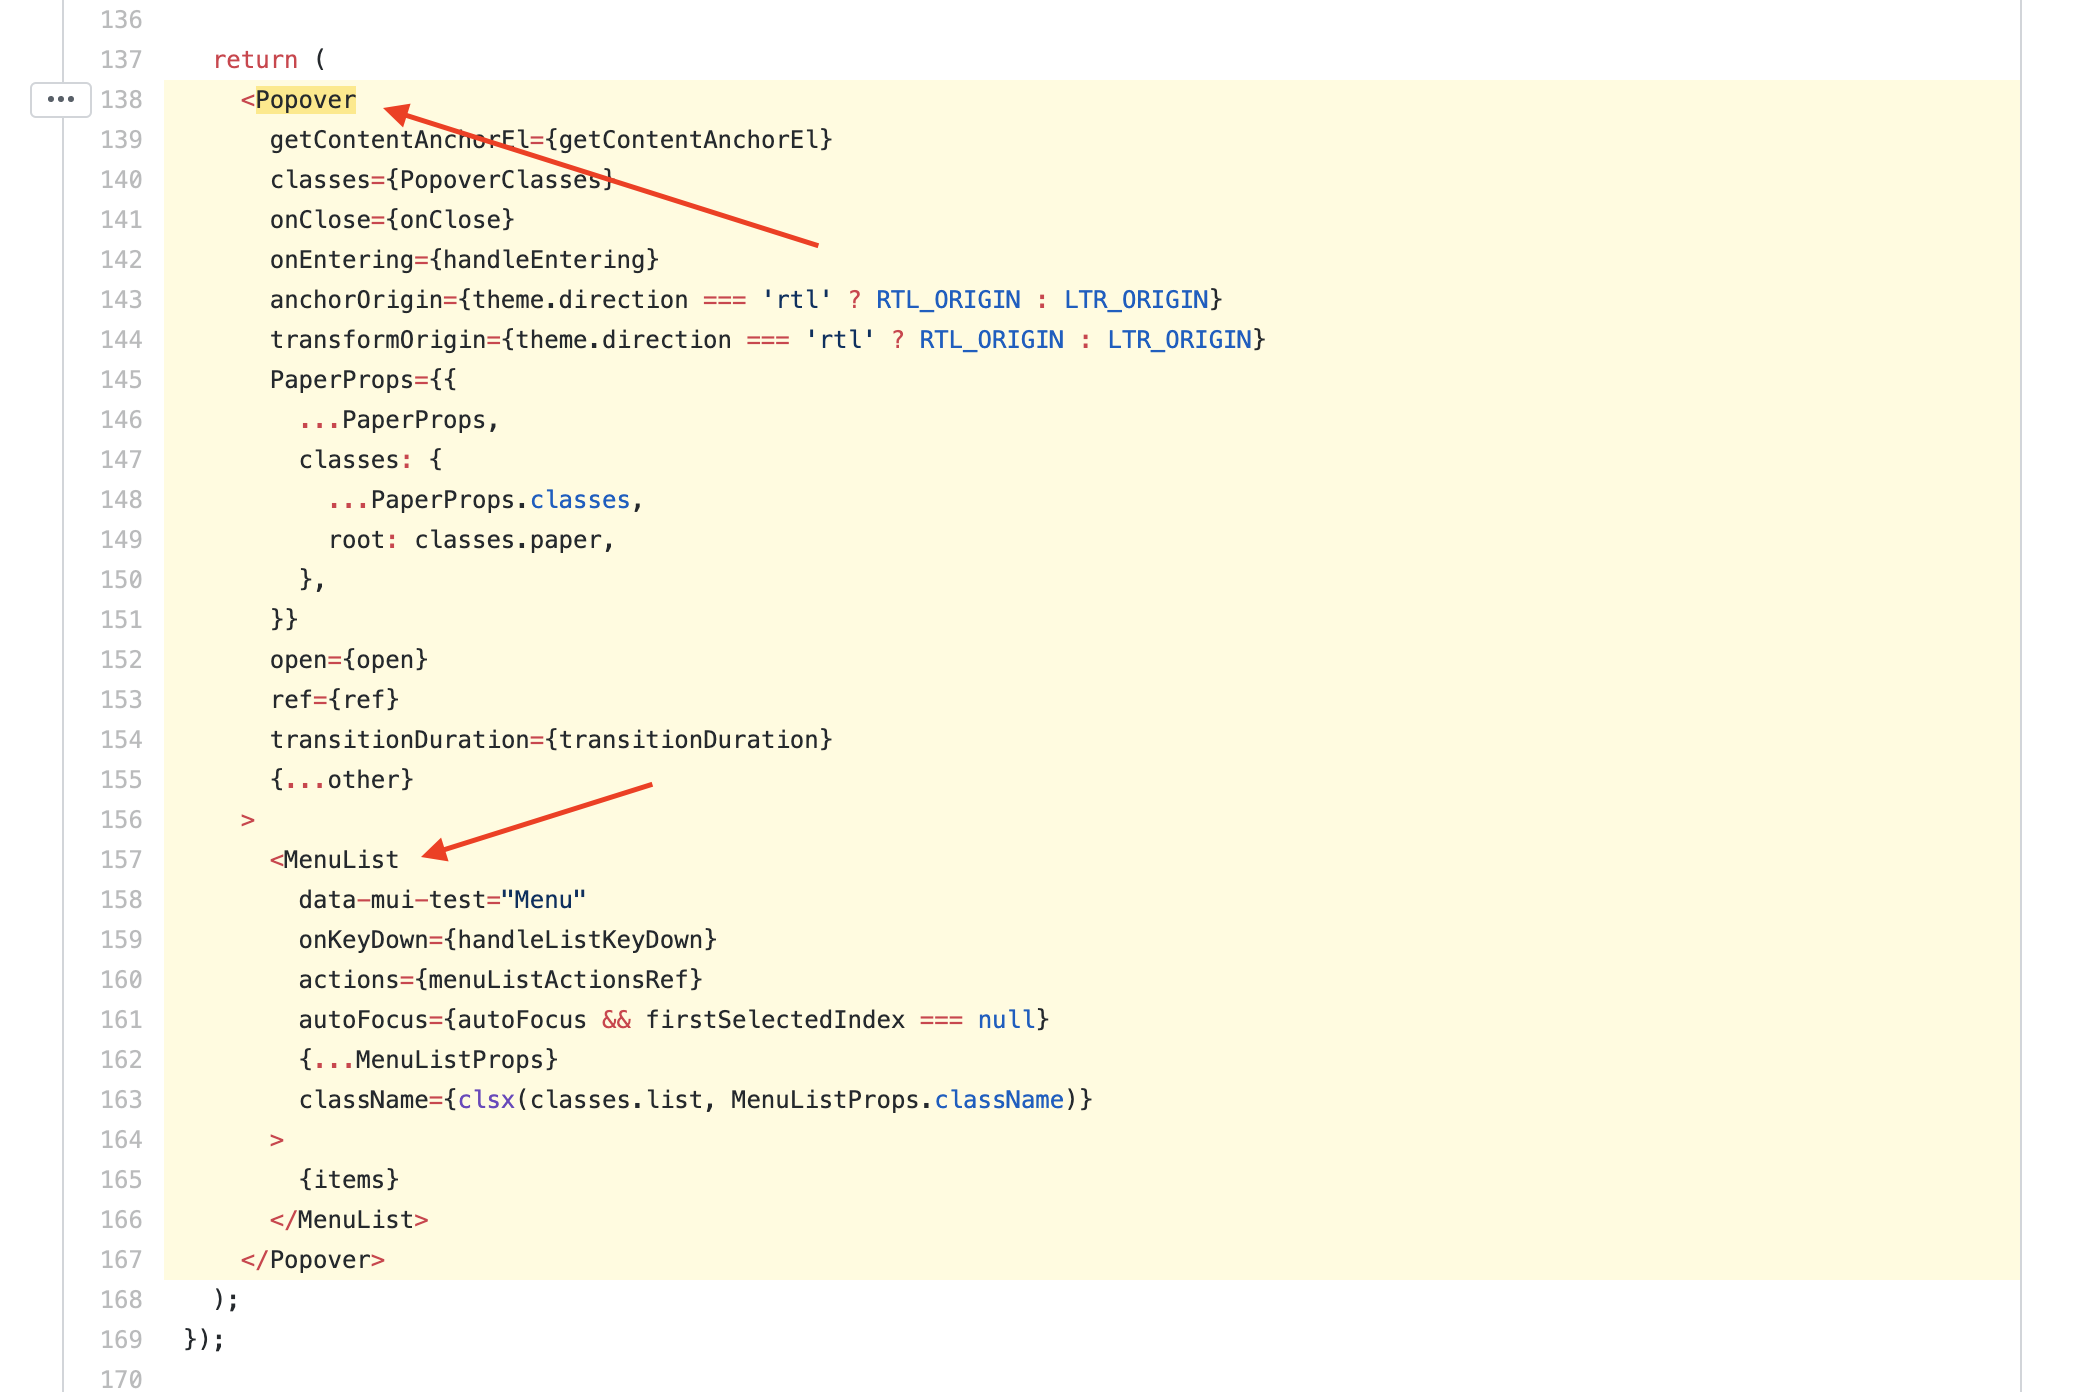 136
137 return (
138 <Popover
139 getContentAnchorEl={getContentAnchorEl}
140 classes={PopoverClasses}
141 onClose={onClose}
142 onEntering={handleEntering}
143 anchorOrigin={theme.direction === 'rtl' ? RTL_ORIGIN : LTR_ORIGIN}
144 transformOrigin={theme.direction === 'rtl' ? RTL_ORIGIN : LTR_ORIGIN}
145 PaperProps={{
146 ...PaperProps,
147 classes: {
148 ...PaperProps.classes,
149 root: classes.paper,
150 },
151 }}
152 open={open}
153 ref={ref}
154 transitionDuration={transitionDuration}
155 {...other}
156 >
157 <MenuList
158 data-mui-test="Menu"
159 onKeyDown={handleListKeyDown}
160 actions={menuListActionsRef}
161 autoFocus={autoFocus && firstSelectedIndex === null}
162 {...MenuListProps}
163 className={clsx(classes.list, MenuListProps.className)}
164 >
165 {items}
166 </MenuList>
167 </Popover>
168 );
169 });
170